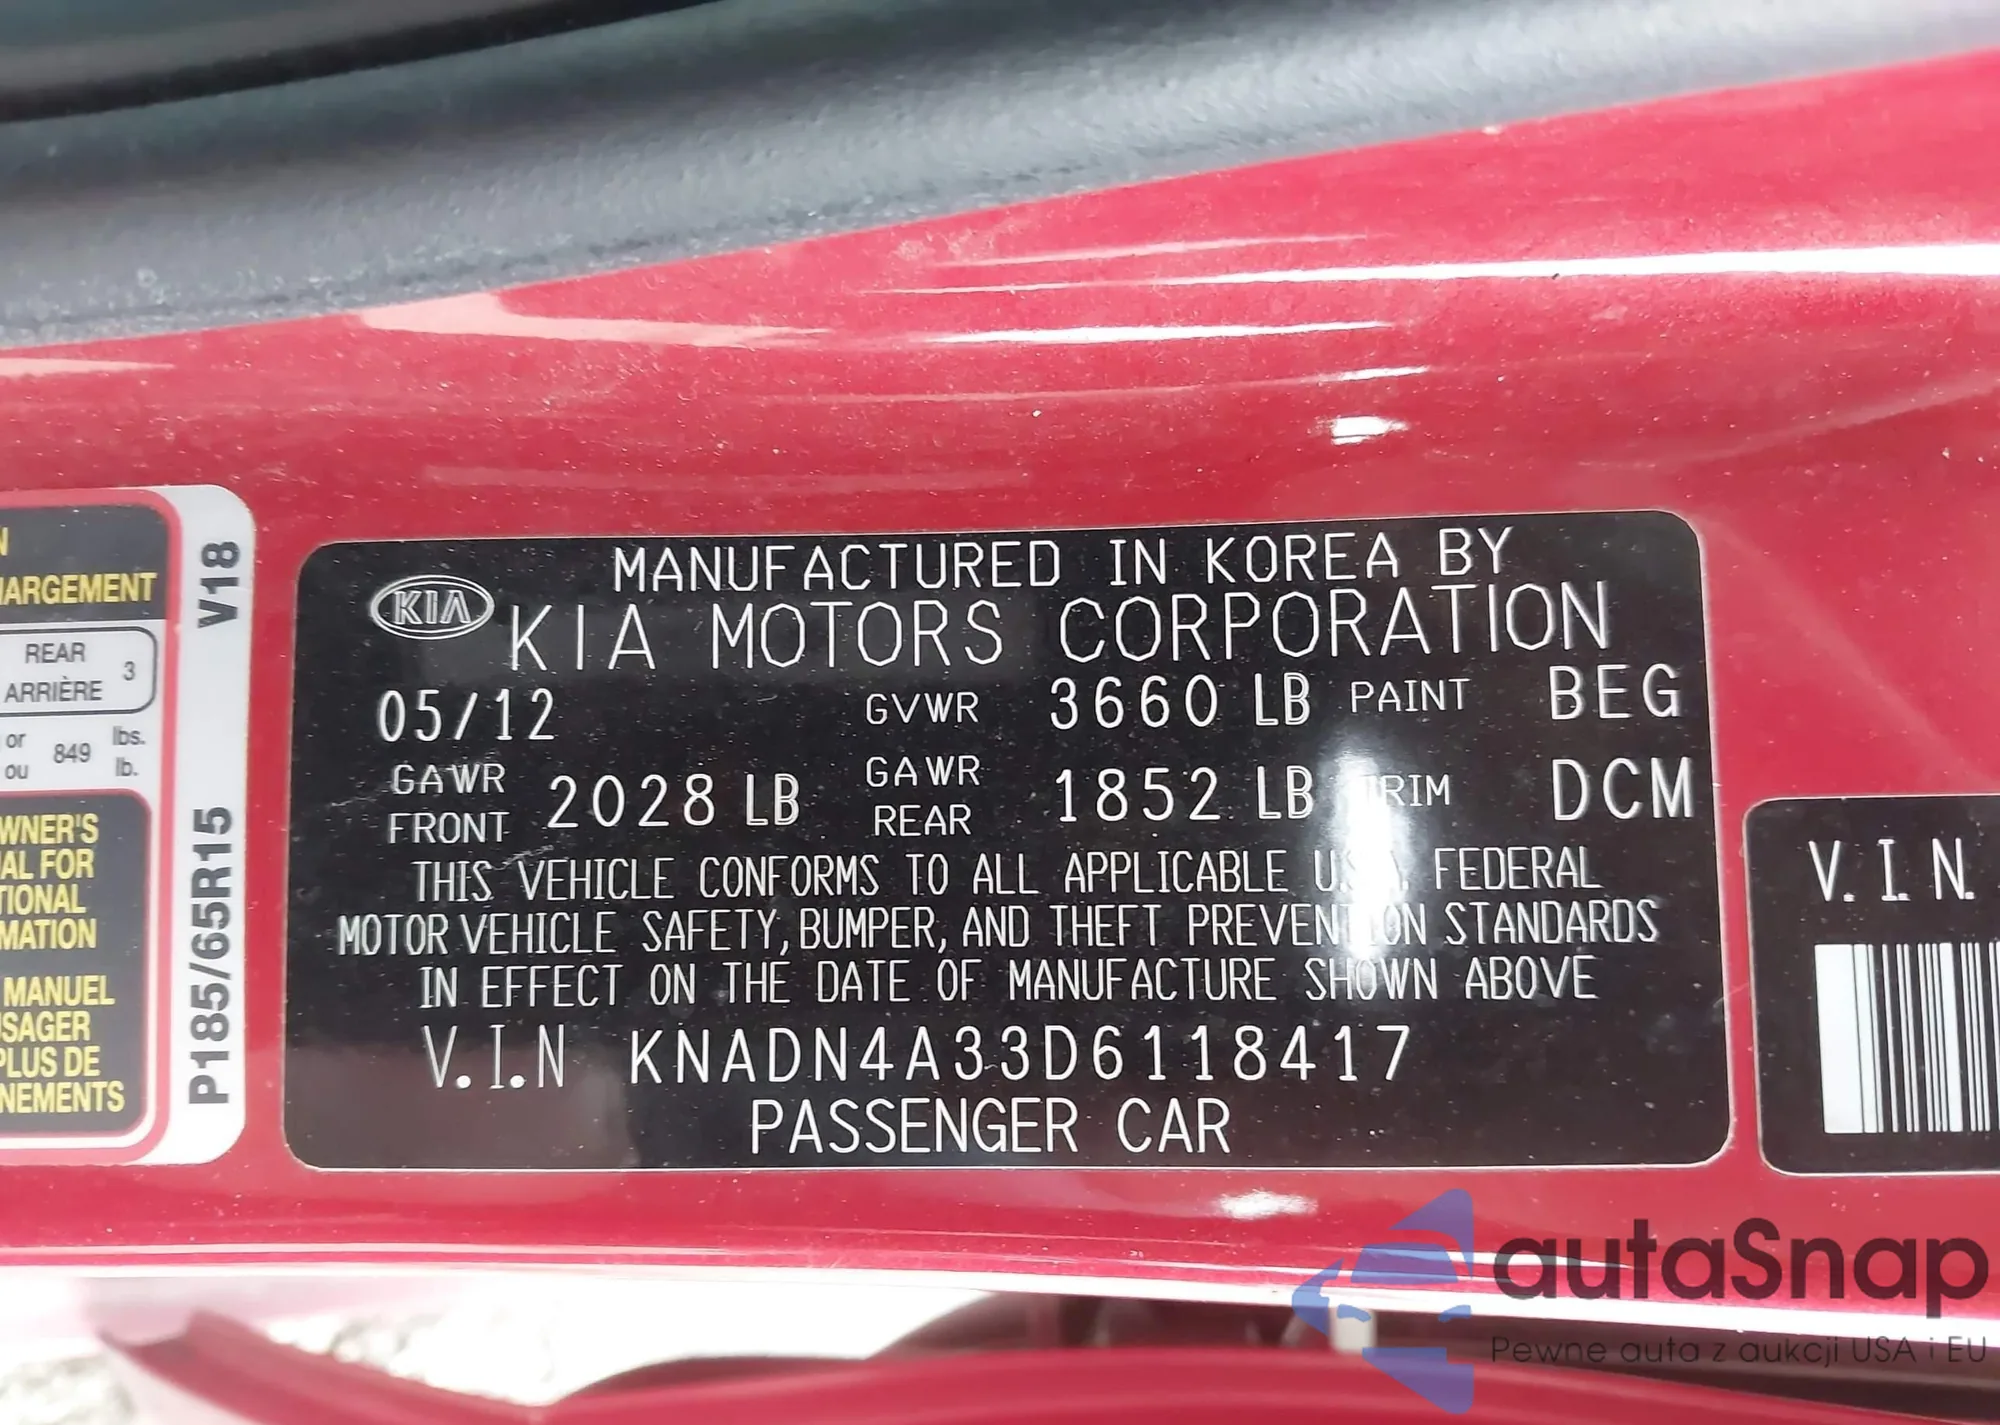 N
HARGEMENT
REAR
ARRIÈRE 3
or
ou 849 lbs.
lb.
WNER'S
AL FOR
TIONAL
MATION
MANUEL
USAGER
PLUS DE
NEMENTS
P185/65R15 V18
KIA
MANUFACTURED IN KOREA BY
KIA MOTORS CORPORATION
05/12 GVWR 3660 LB PAINT BEG
GAWR FRONT 2028 LB GAWR REAR 1852 LB TRIM DCM
THIS VEHICLE CONFORMS TO ALL APPLICABLE U.S.A. FEDERAL
MOTOR VEHICLE SAFETY, BUMPER, AND THEFT PREVENTION STANDARDS
IN EFFECT ON THE DATE OF MANUFACTURE SHOWN ABOVE
V.I.N KNADN4A33D6118417
PASSENGER CAR
V.I.N.
autaSnap
Pewne auta z aukcji USA i EU